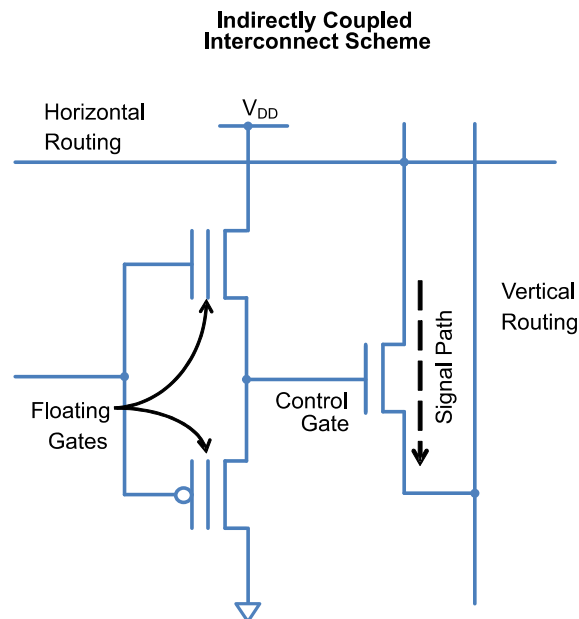 Indirectly Coupled
Interconnect Scheme
Horizontal
Routing
VDD
Vertical
Routing
Signal Path
Control
Gate
Floating
Gates